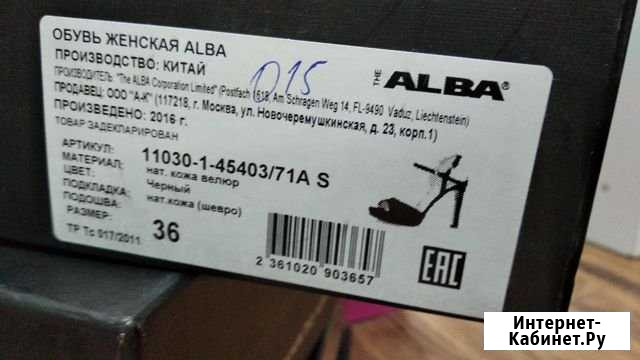 ОБУВЬ ЖЕНСКАЯ ALBA
ПРОИЗВОДСТВО: КИТАЙ
ПРОИЗВОДИТЕЛЬ: "The ALBA Corporation Limited" (Postfach 1618, Am Schragen Weg 14, FL-9490 Vaduz, Liechtenstein)
ПРОДАВЕЦ: ООО "А-К" (117218, г. Москва, ул. Новочеремушкинская, д. 23, корп.1)
ПРОИЗВЕДЕНО: 2016 г.
ТОВАР ЗАДЕКЛАРИРОВАН
D15
THE ALBA®
АРТИКУЛ: 11030-1-45403/71A S
МАТЕРИАЛ: нат. кожа велюр
ЦВЕТ: Черный
ПОДКЛАДКА: нат.кожа (шевро)
ПОДОШВА:
РАЗМЕР: 36
ТР Тс 017/2011
2 361020 903657
EAC
Интернет-
Кабинет.Ру